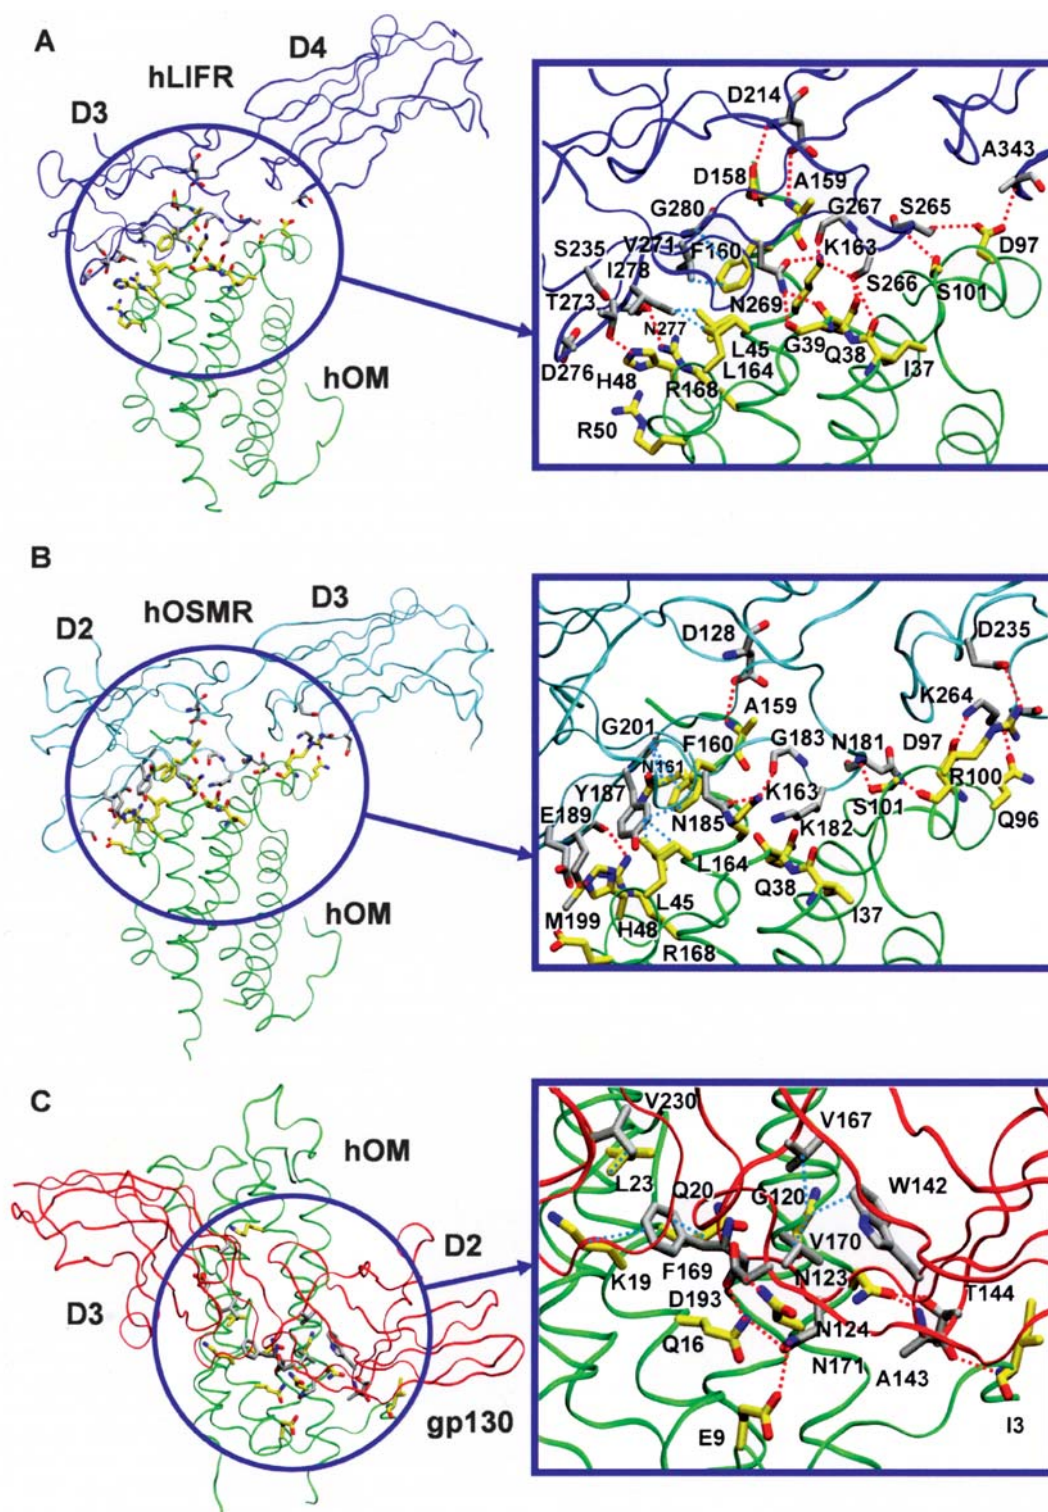 A
D4
hLIFR
D3
hOM
D214
A343
D158
A159
G267
G280
S265
K163
V271
F160
S235
D97
I278
S266
S101
T273
N269
N277
L45
G39
Q38
D276
H48
L164
I37
R168
R50
B
D3
hOSMR
D2
hOM
D128
D235
K264
A159
G201
G183
N181
D97
F160
N161
R100
K163
Y187
S101
E189
N185
K182
Q96
L164
Q38
L45
I37
M199
H48
R168
C
hOM
D2
D3
gp130
V230
V167
L23
Q20
G120
W142
V170
K19
F169
N123
T144
D193
N124
Q16
N171
A143
E9
I3